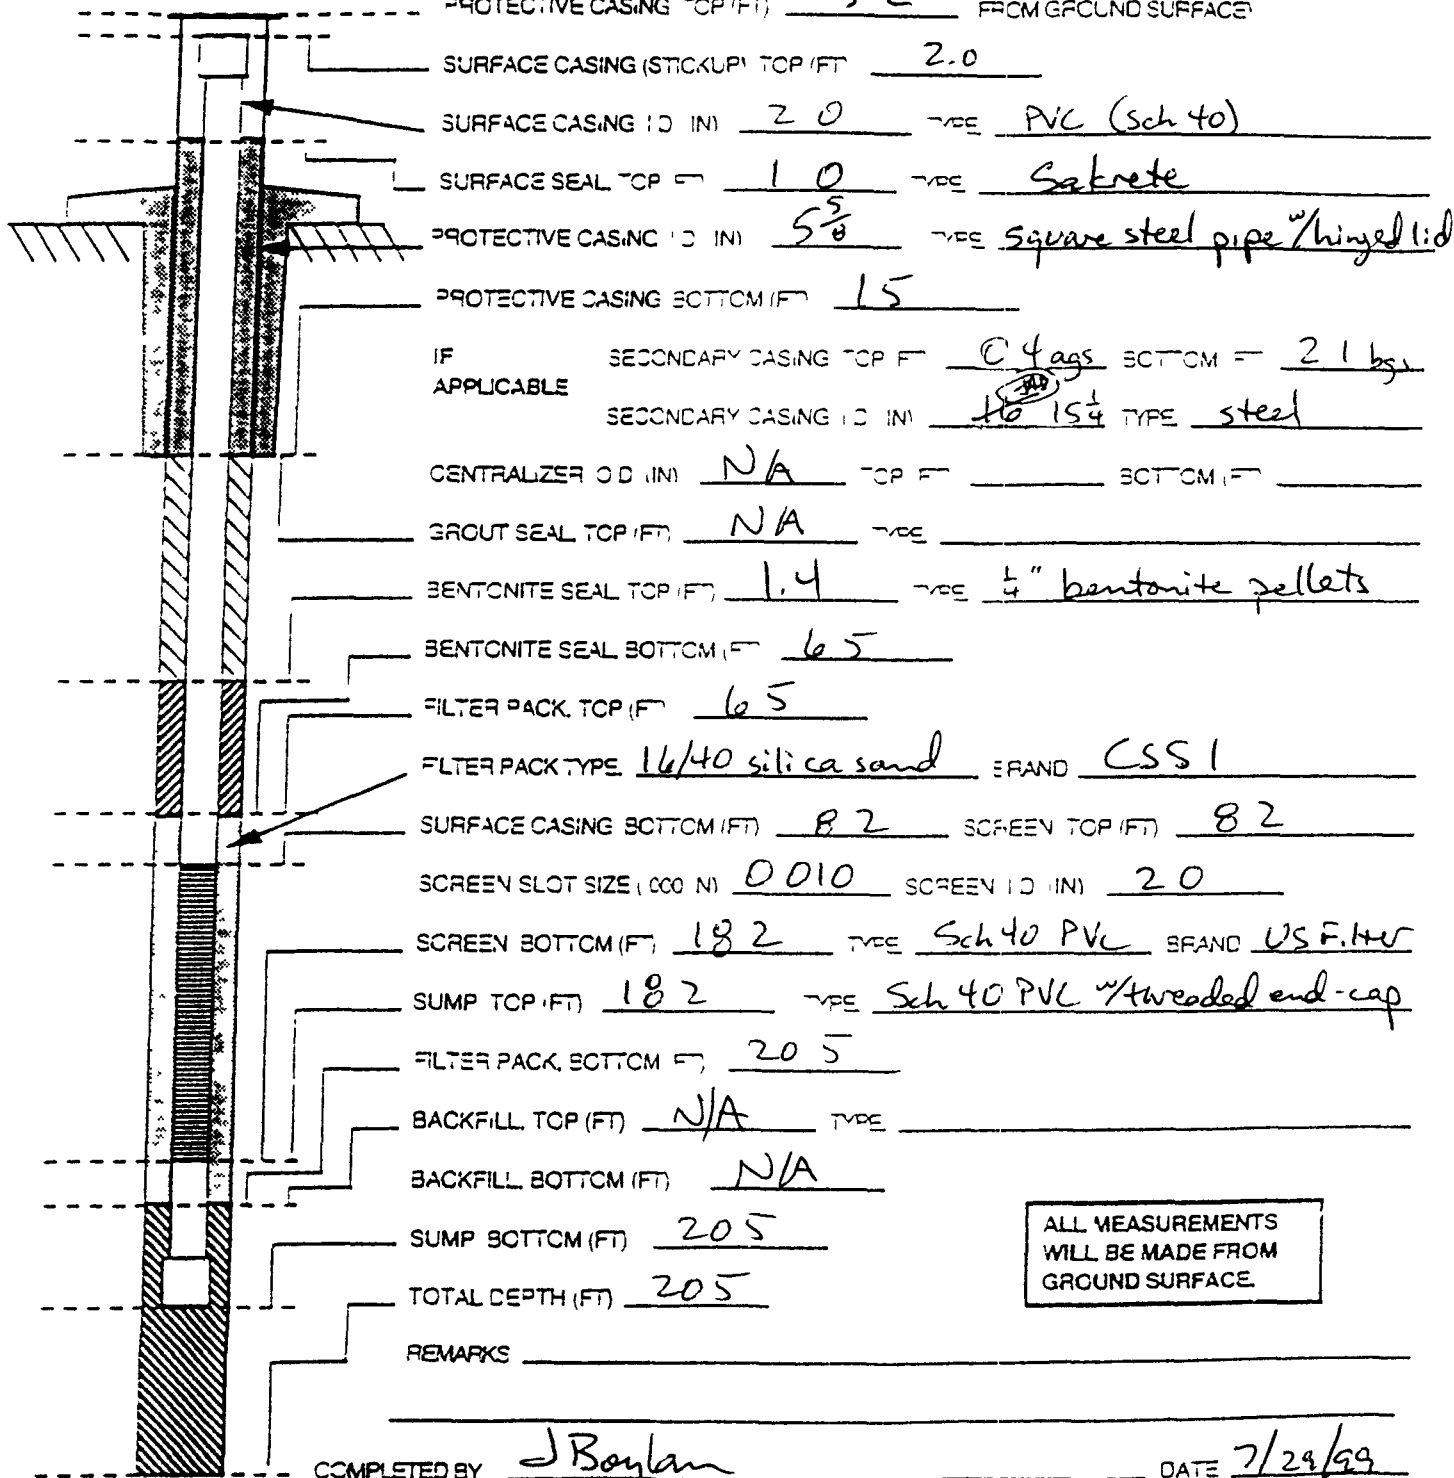 PROTECTIVE CASING TOP (FT) FROM GROUND SURFACE)
SURFACE CASING (STICKUP) TOP (FT 2.0
SURFACE CASING I D (IN) 2 0 TYPE PVC (Sch 40)
SURFACE SEAL TOP FT 1 0 TYPE Sakrete
PROTECTIVE CASING I D (IN) 5 5/8 TYPE square steel pipe w/hinged lid
PROTECTIVE CASING BOTTOM (FT) 1 5
IF SECONDARY CASING TOP FT 0 4 ags BOTTOM FT 2 1 bgs
APPLICABLE
SECONDARY CASING I D IN) 16 15 1/4 TYPE steel
CENTRALIZER O D (IN) N/A TOP FT BOTTOM (FT)
GROUT SEAL TOP (FT) N/A TYPE
BENTONITE SEAL TOP (FT) 1.4 TYPE 1/4" bentonite pellets
BENTONITE SEAL BOTTOM (FT 6 5
FILTER PACK, TOP (FT) 6 5
FILTER PACK TYPE 16/40 silica sand BRAND CSSI
SURFACE CASING BOTTOM (FT) 8 2 SCREEN TOP (FT) 8 2
SCREEN SLOT SIZE (.000 IN) 0 010 SCREEN I D (IN) 2 0
SCREEN BOTTOM (FT) 18 2 TYPE Sch 40 PVC BRAND US Filter
SUMP TOP (FT) 18 2 TYPE Sch 40 PVC w/threaded end-cap
FILTER PACK, BOTTOM FT) 20 5
BACKFILL, TOP (FT) N/A TYPE
BACKFILL, BOTTOM (FT) N/A
SUMP BOTTOM (FT) 20 5
TOTAL DEPTH (FT) 20 5
ALL MEASUREMENTS
WILL BE MADE FROM
GROUND SURFACE.
REMARKS
COMPLETED BY J Boylan DATE 7/29/99